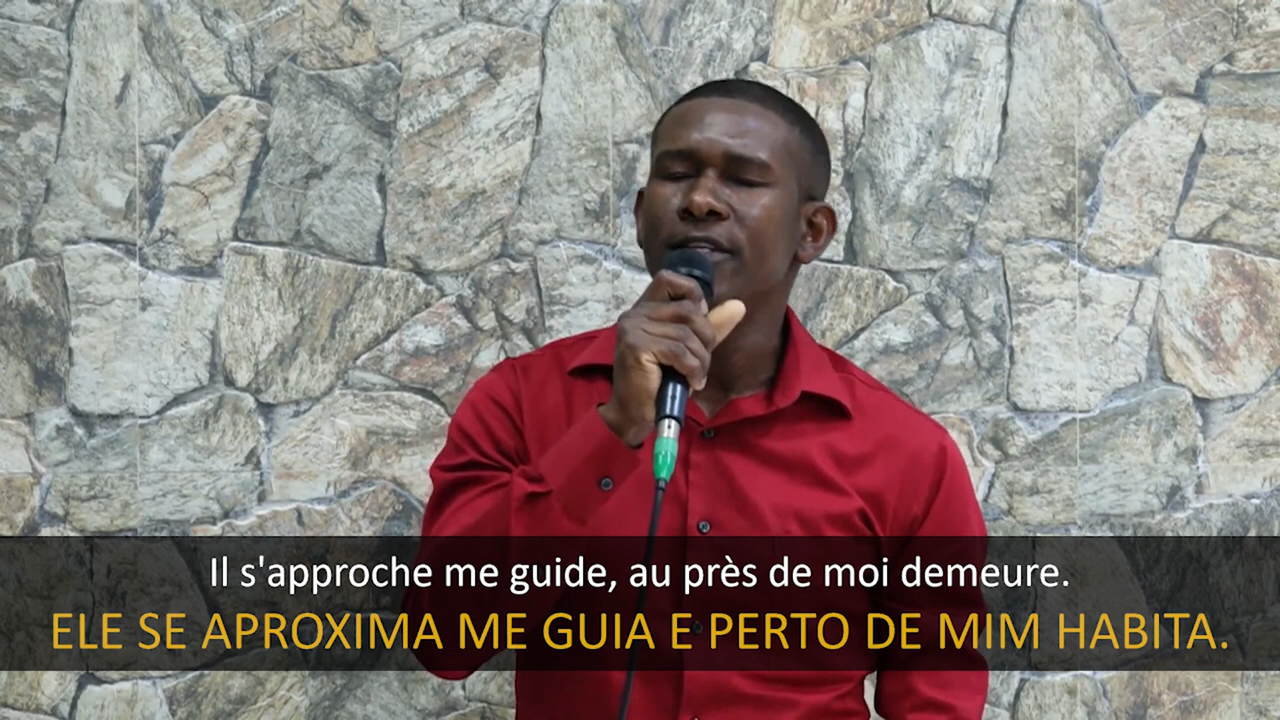 Il s'approche me guide, au près de moi demeure.
ELE SE APROXIMA ME GUIA E PERTO DE MIM HABITA.